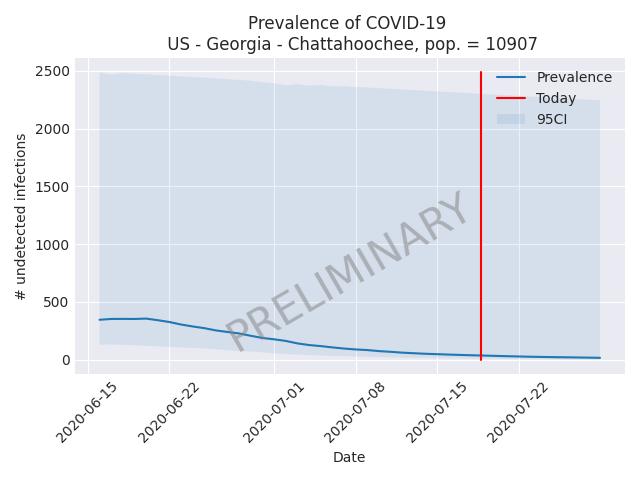 Prevalence of COVID-19
US - Georgia - Chattahoochee, pop. = 10907
# undetected infections
2500
2000
1500
1000
500
0
Prevalence
Today
95CI
PRELIMINARY
2020-06-15
2020-06-22
2020-07-01
2020-07-08
2020-07-15
2020-07-22
Date